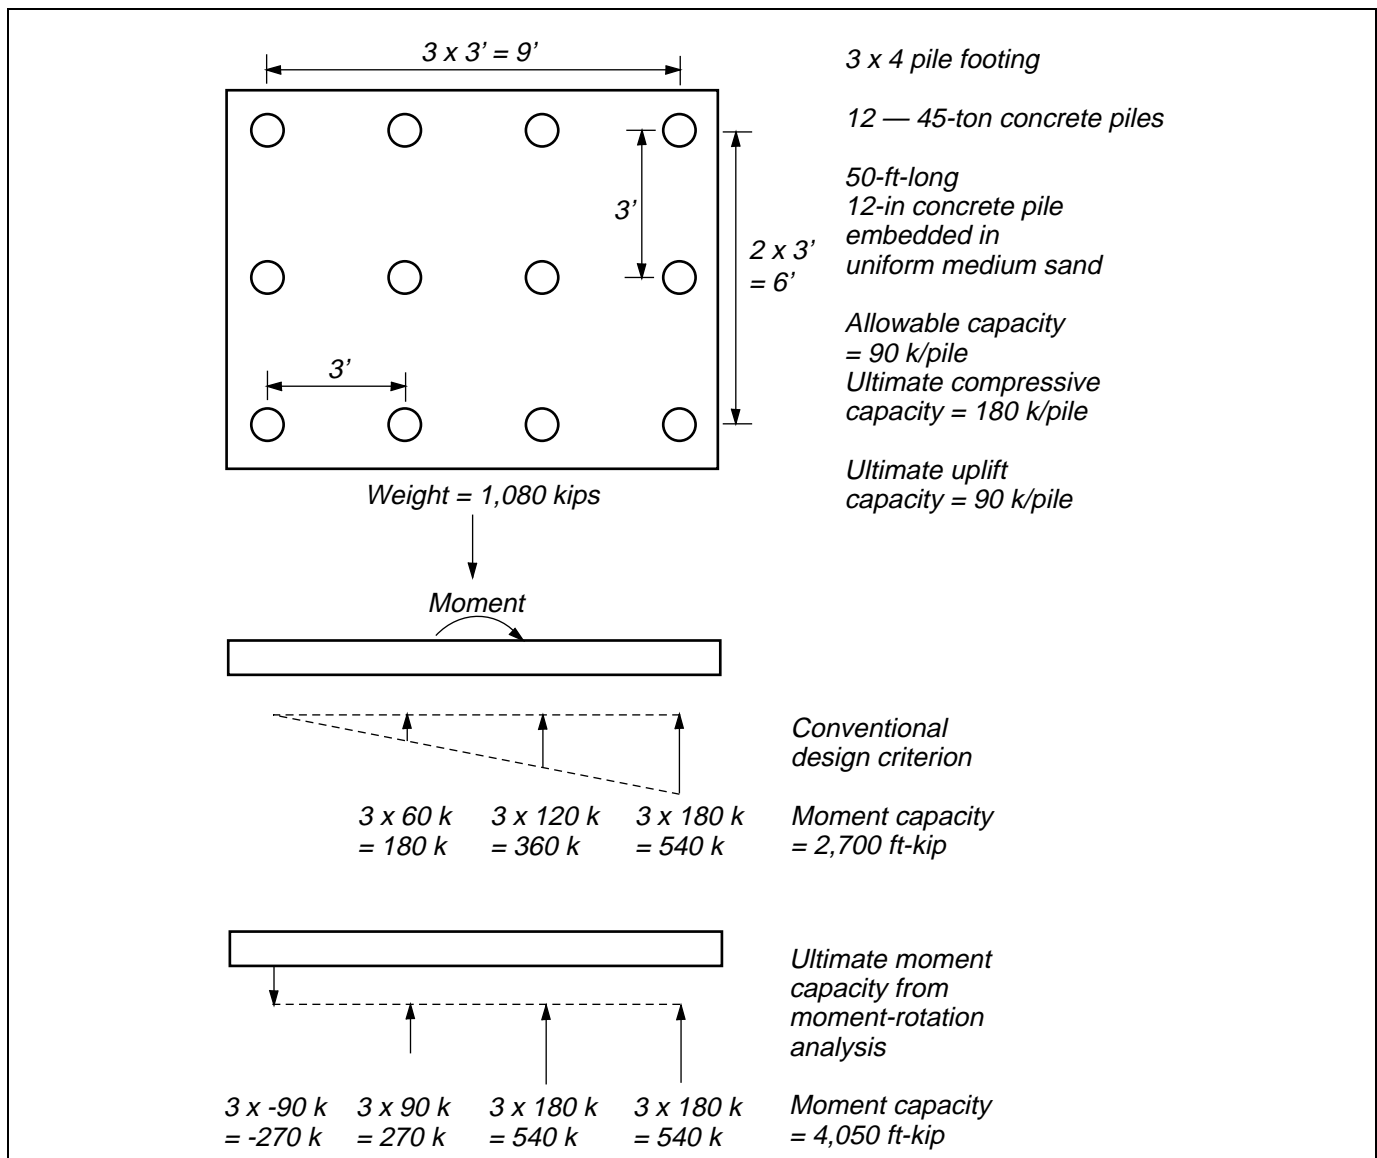 3 x 3’ = 9’
3 x 4 pile footing
12 — 45-ton concrete piles
50-ft-long
12-in concrete pile
embedded in
uniform medium sand
3’
2 x 3’
= 6’
Allowable capacity
= 90 k/pile
Ultimate compressive
capacity = 180 k/pile
3’
Ultimate uplift
capacity = 90 k/pile
Weight = 1,080 kips
Moment
Conventional
design criterion
3 x 60 k
= 180 k
3 x 120 k
= 360 k
3 x 180 k
= 540 k
Moment capacity
= 2,700 ft-kip
Ultimate moment
capacity from
moment-rotation
analysis
3 x -90 k
= -270 k
3 x 90 k
= 270 k
3 x 180 k
= 540 k
3 x 180 k
= 540 k
Moment capacity
= 4,050 ft-kip